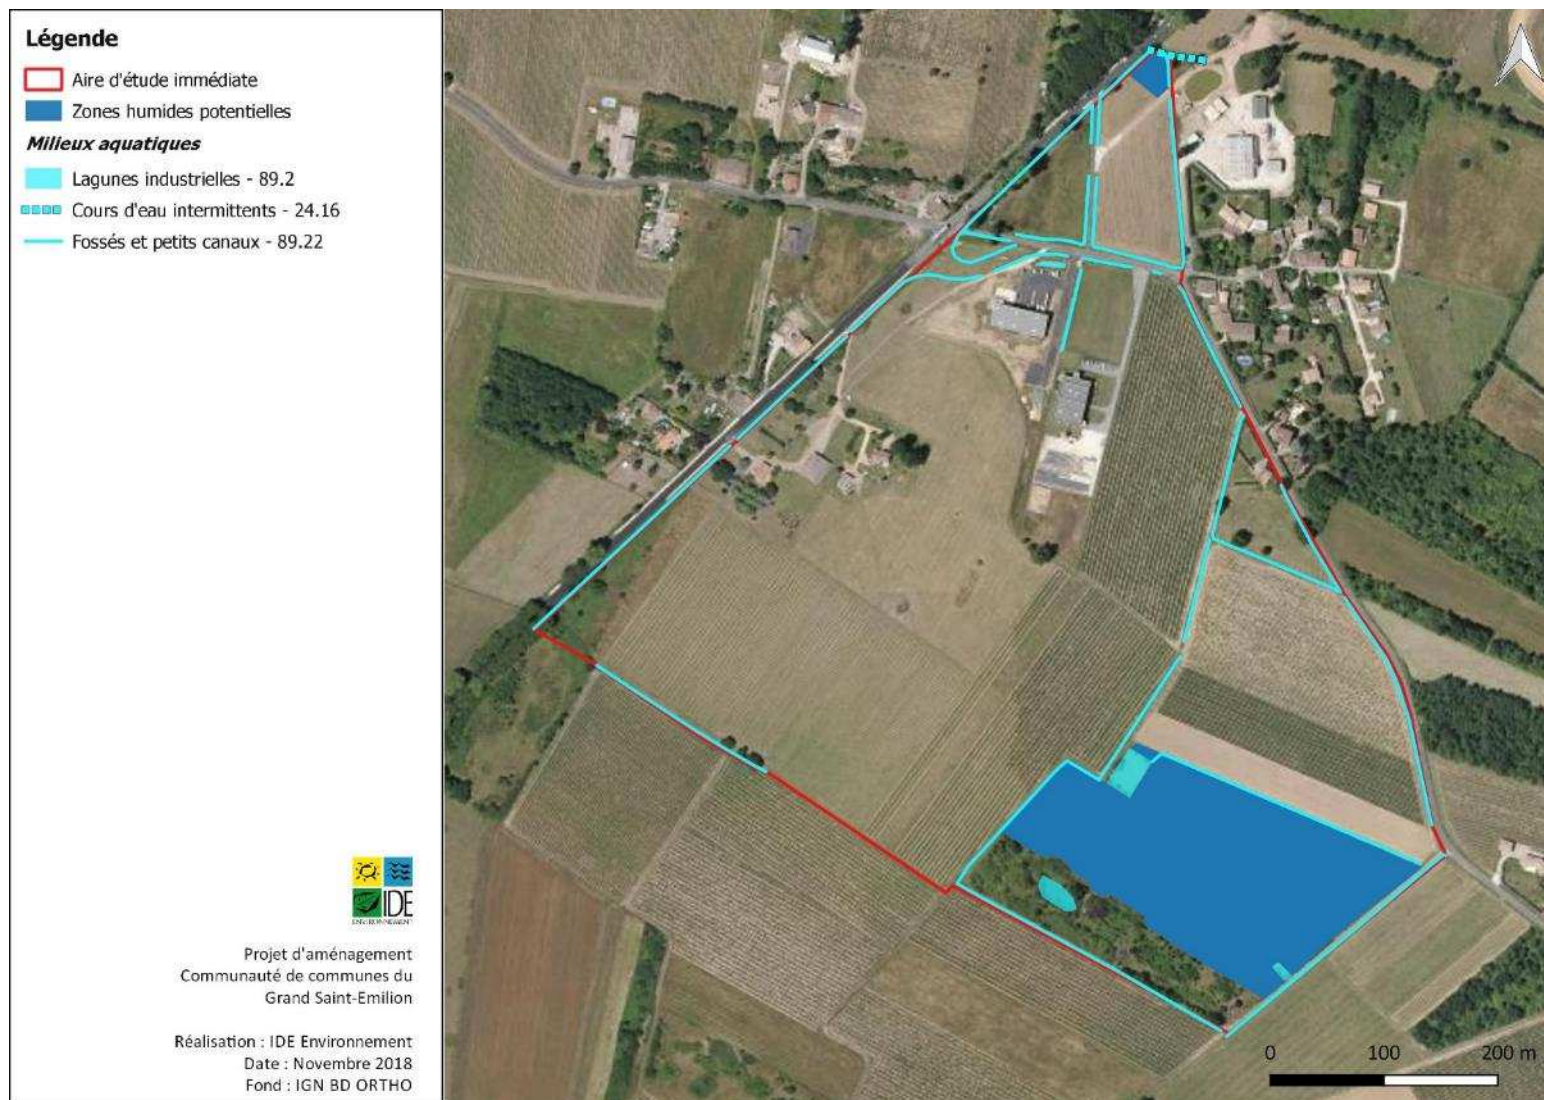 Légende
Aire d'étude immédiate
Zones humides potentielles
Milieux aquatiques
Lagunes industrielles - 89.2
Cours d'eau intermittents - 24.16
Fossés et petits canaux - 89.22
IDE
ENVIRONNEMENT
Projet d'aménagement
Communauté de communes du
Grand Saint-Emilion
Réalisation : IDE Environnement
Date : Novembre 2018
Fond : IGN BD ORTHO
0 100 200 m